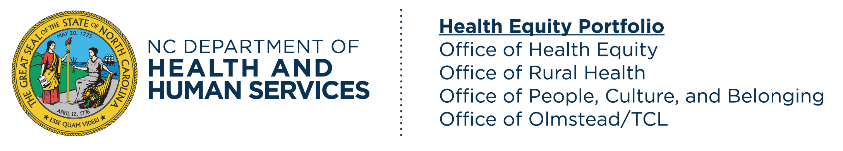 THE GREAT SEAL OF THE STATE OF NORTH CAROLINA
MAY 20, 1775
APRIL 12, 1776
ESSE QUAM VIDERI
NC DEPARTMENT OF
HEALTH AND
HUMAN SERVICES
Health Equity Portfolio
Office of Health Equity
Office of Rural Health
Office of People, Culture, and Belonging
Office of Olmstead/TCL